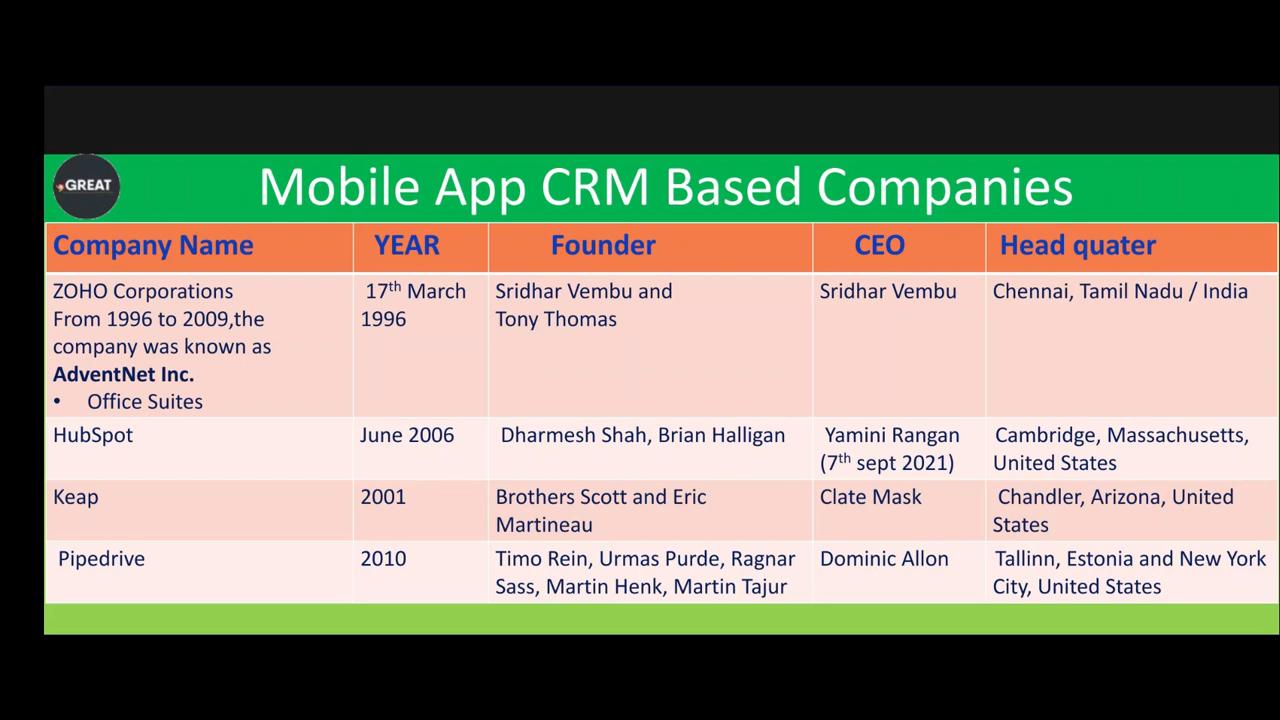 GREAT
Mobile App CRM Based Companies
Company Name YEAR Founder CEO Head quater
ZOHO Corporations
From 1996 to 2009,the
company was known as
AdventNet Inc.
• Office Suites
17th March
1996
Sridhar Vembu and
Tony Thomas
Sridhar Vembu
Chennai, Tamil Nadu / India
HubSpot
June 2006
Dharmesh Shah, Brian Halligan
Yamini Rangan
(7th sept 2021)
Cambridge, Massachusetts,
United States
Keap
2001
Brothers Scott and Eric
Martineau
Clate Mask
Chandler, Arizona, United
States
Pipedrive
2010
Timo Rein, Urmas Purde, Ragnar
Sass, Martin Henk, Martin Tajur
Dominic Allon
Tallinn, Estonia and New York
City, United States